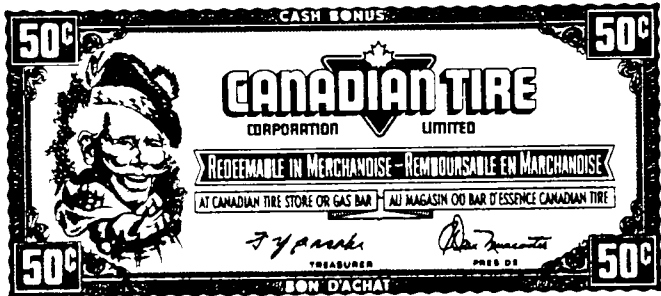 CASH BONUS
50¢ 50¢
CANADIAN TIRE
CORPORATION LIMITED
REDEEMABLE IN MERCHANDISE - REMBOURSABLE EN MARCHANDISE
AT CANADIAN TIRE STORE OR GAS BAR AU MAGASIN OU BAR D'ESSENCE CANADIAN TIRE
TREASURER PRES
50¢ 50¢
BON D'ACHAT